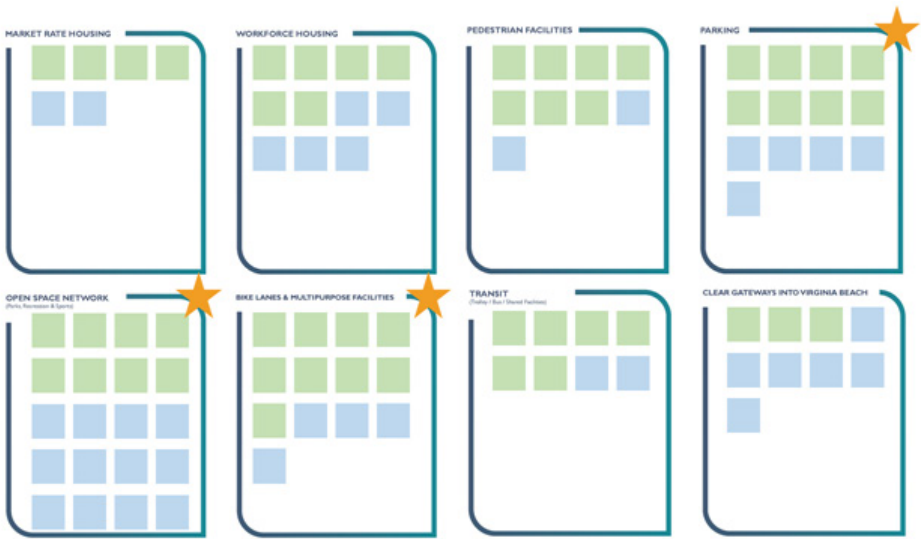 MARKET RATE HOUSING
WORKFORCE HOUSING
PEDESTRIAN FACILITIES
PARKING
OPEN SPACE NETWORK
(Parks, Recreation & Sports)
BIKE LANES & MULTIPURPOSE FACILITIES
TRANSIT
(Trolley / Bus / Shared Facilities)
CLEAR GATEWAYS INTO VIRGINIA BEACH